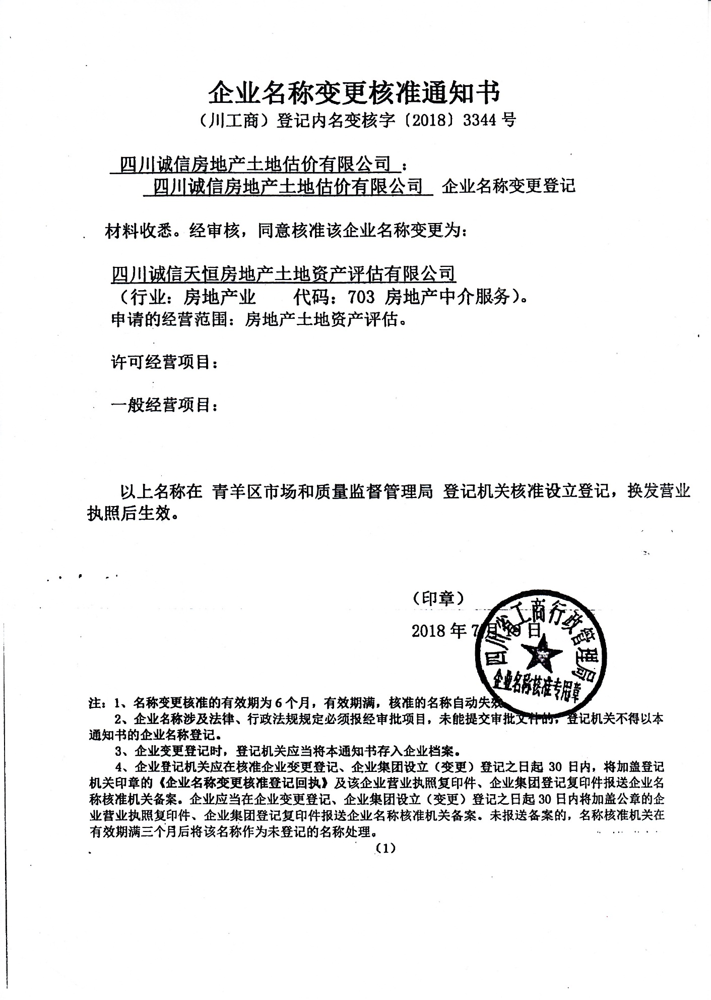 企业名称变更核准通知书
（川工商）登记内名变核字〔2018〕3344 号
四川诚信房地产土地估价有限公司 ：
四川诚信房地产土地估价有限公司 企业名称变更登记
材料收悉。经审核，同意核准该企业名称变更为：
四川诚信天恒房地产土地资产评估有限公司
（行业：房地产业 代码：703 房地产中介服务）。
申请的经营范围：房地产土地资产评估。
许可经营项目：
一般经营项目：
以上名称在 青羊区市场和质量监督管理局 登记机关核准设立登记，换发营业
执照后生效。
（印章）
2018 年 7 月 19 日
四川省工商行政管理局
企业名称核准专用章
注：1、名称变更核准的有效期为 6 个月，有效期满，核准的名称自动失效
2、企业名称涉及法律、行政法规规定必须报经审批项目，未能提交审批文件的，登记机关不得以本
通知书的企业名称登记。
3、企业变更登记时，登记机关应当将本通知书存入企业档案。
4、企业登记机关应在核准企业变更登记、企业集团设立（变更）登记之日起 30 日内，将加盖登记
机关印章的《企业名称变更核准登记回执》及该企业营业执照复印件、企业集团登记复印件报送企业名
称核准机关备案。企业应当在企业变更登记、企业集团设立（变更）登记之日起 30 日内将加盖公章的企
业营业执照复印件、企业集团登记复印件报送企业名称核准机关备案。未报送备案的，名称核准机关在
有效期满三个月后将该名称作为未登记的名称处理。
（1）